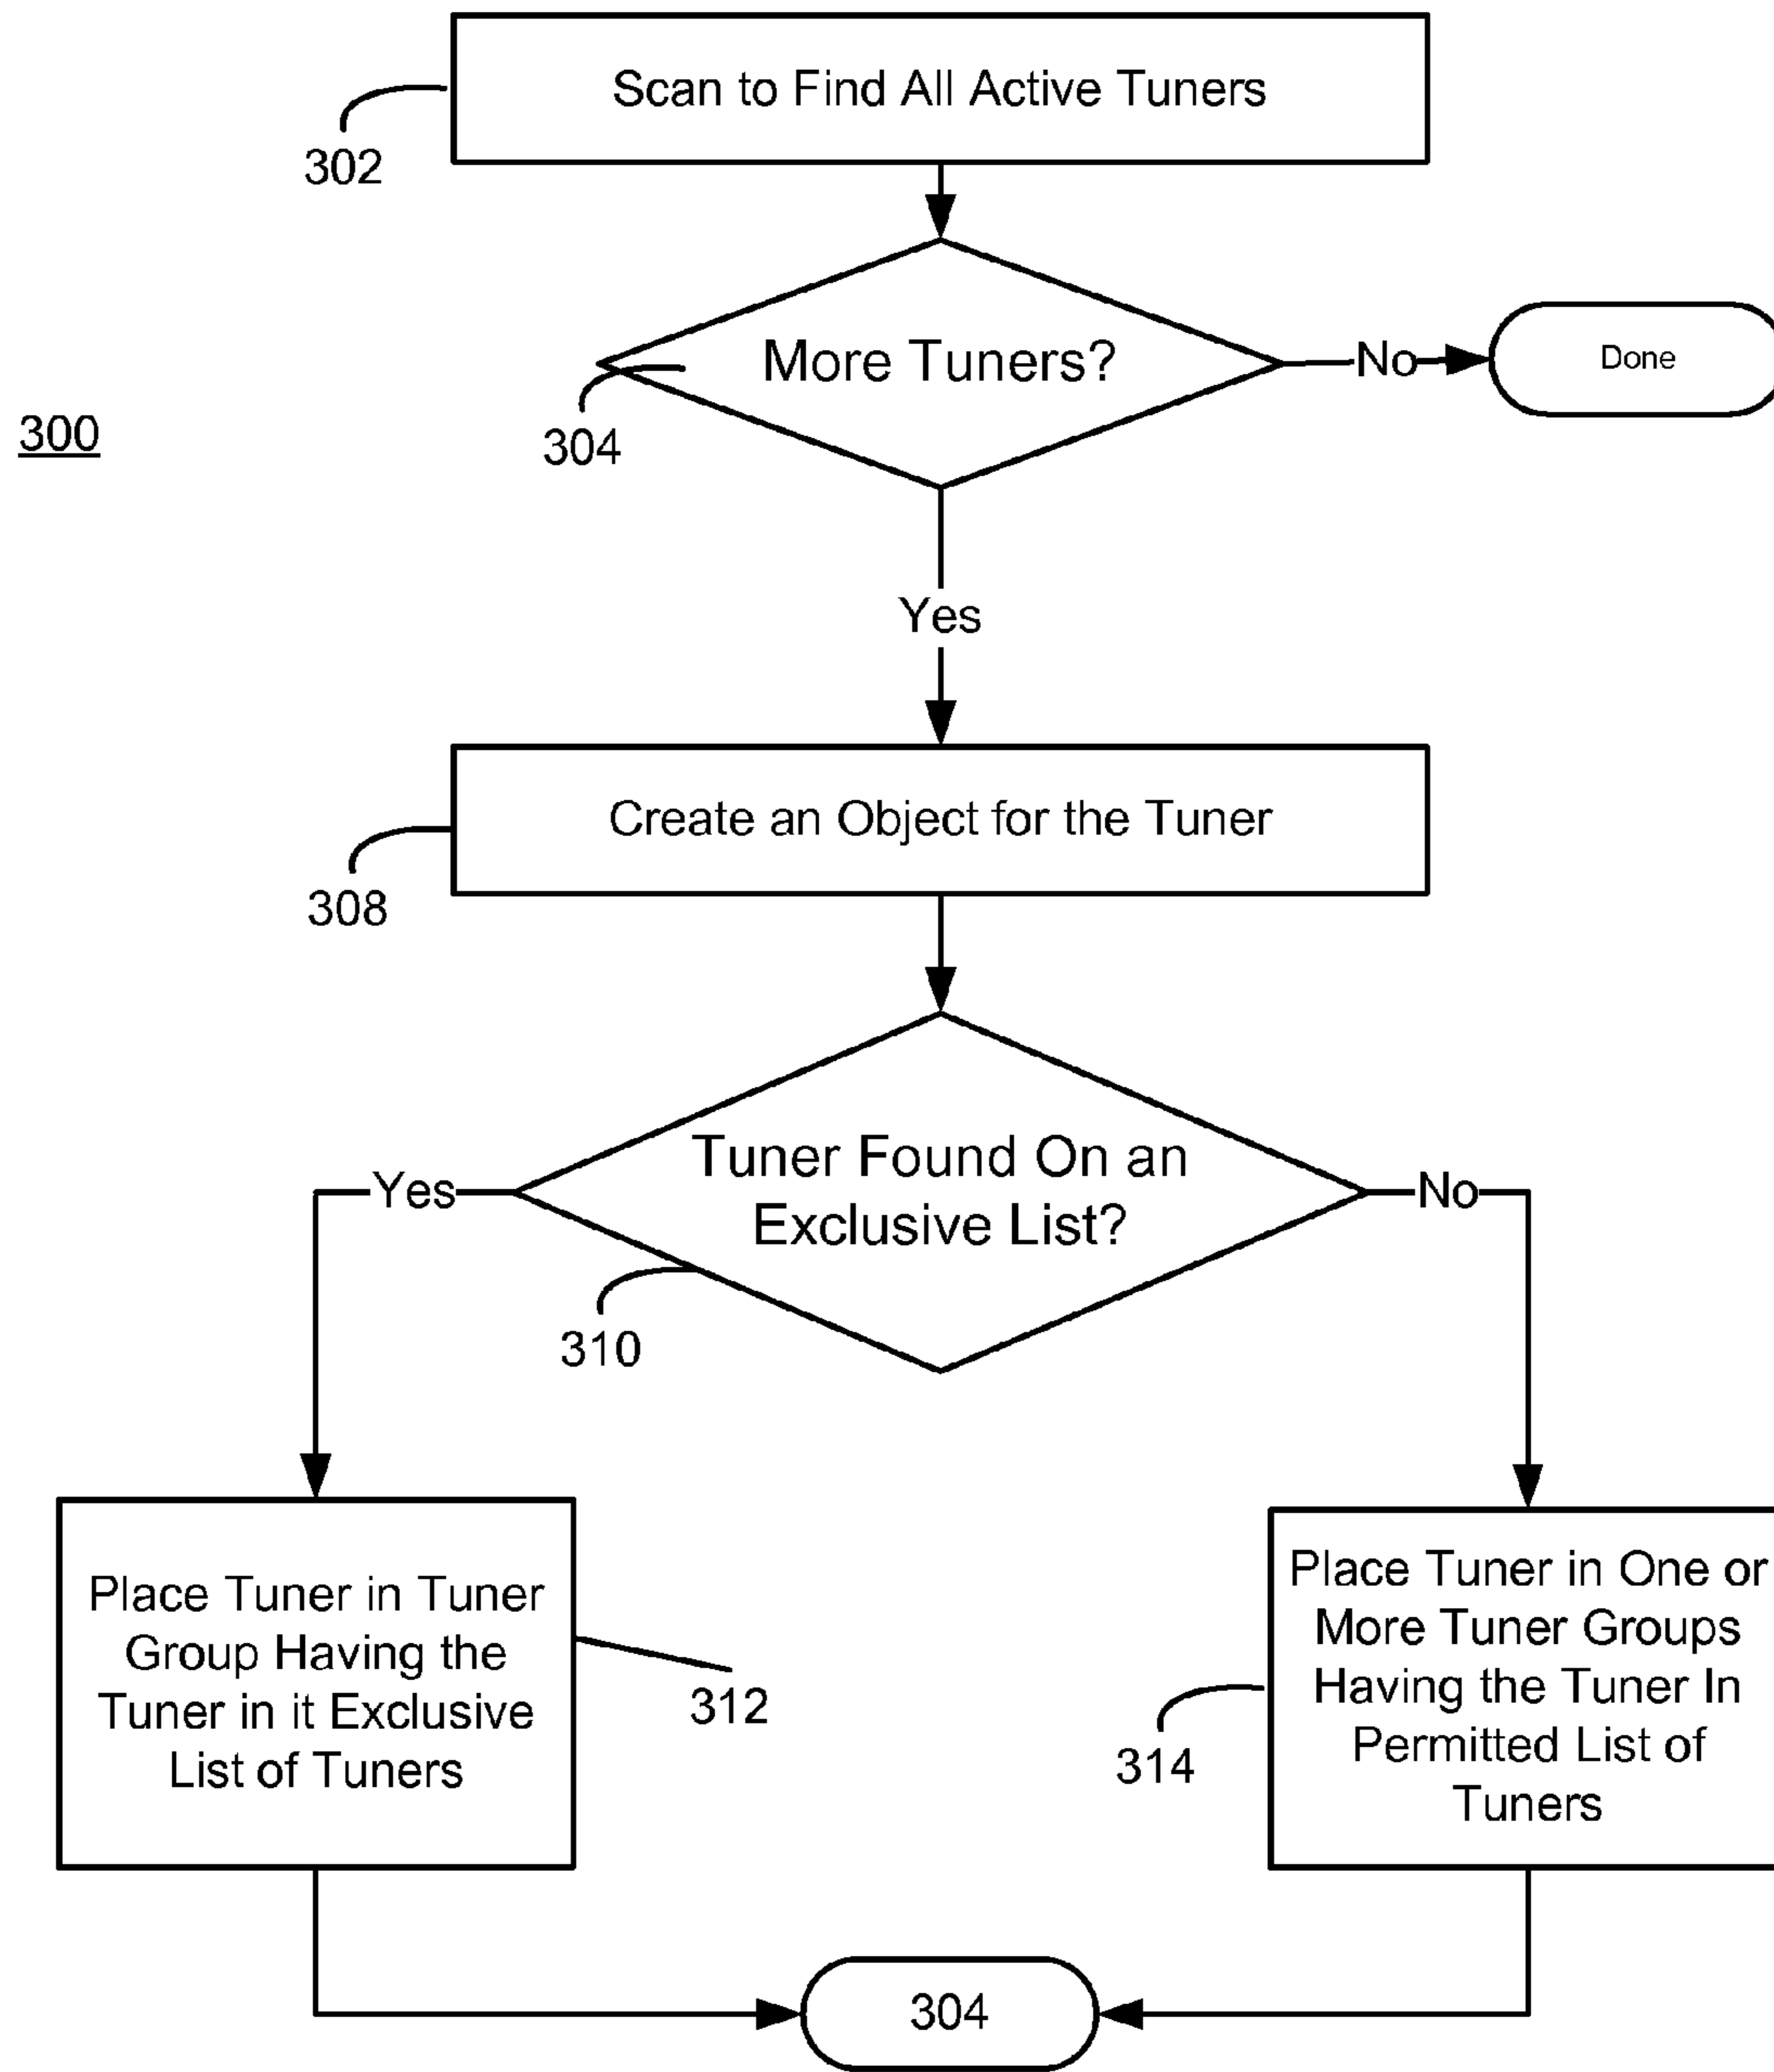 Scan to Find All Active Tuners
302
More Tuners?
No
Done
304
300
Yes
Create an Object for the Tuner
308
Tuner Found On an
Exclusive List?
Yes
No
310
Place Tuner in Tuner
Group Having the
Tuner in it Exclusive
List of Tuners
312
Place Tuner in One or
More Tuner Groups
Having the Tuner In
Permitted List of
Tuners
314
304